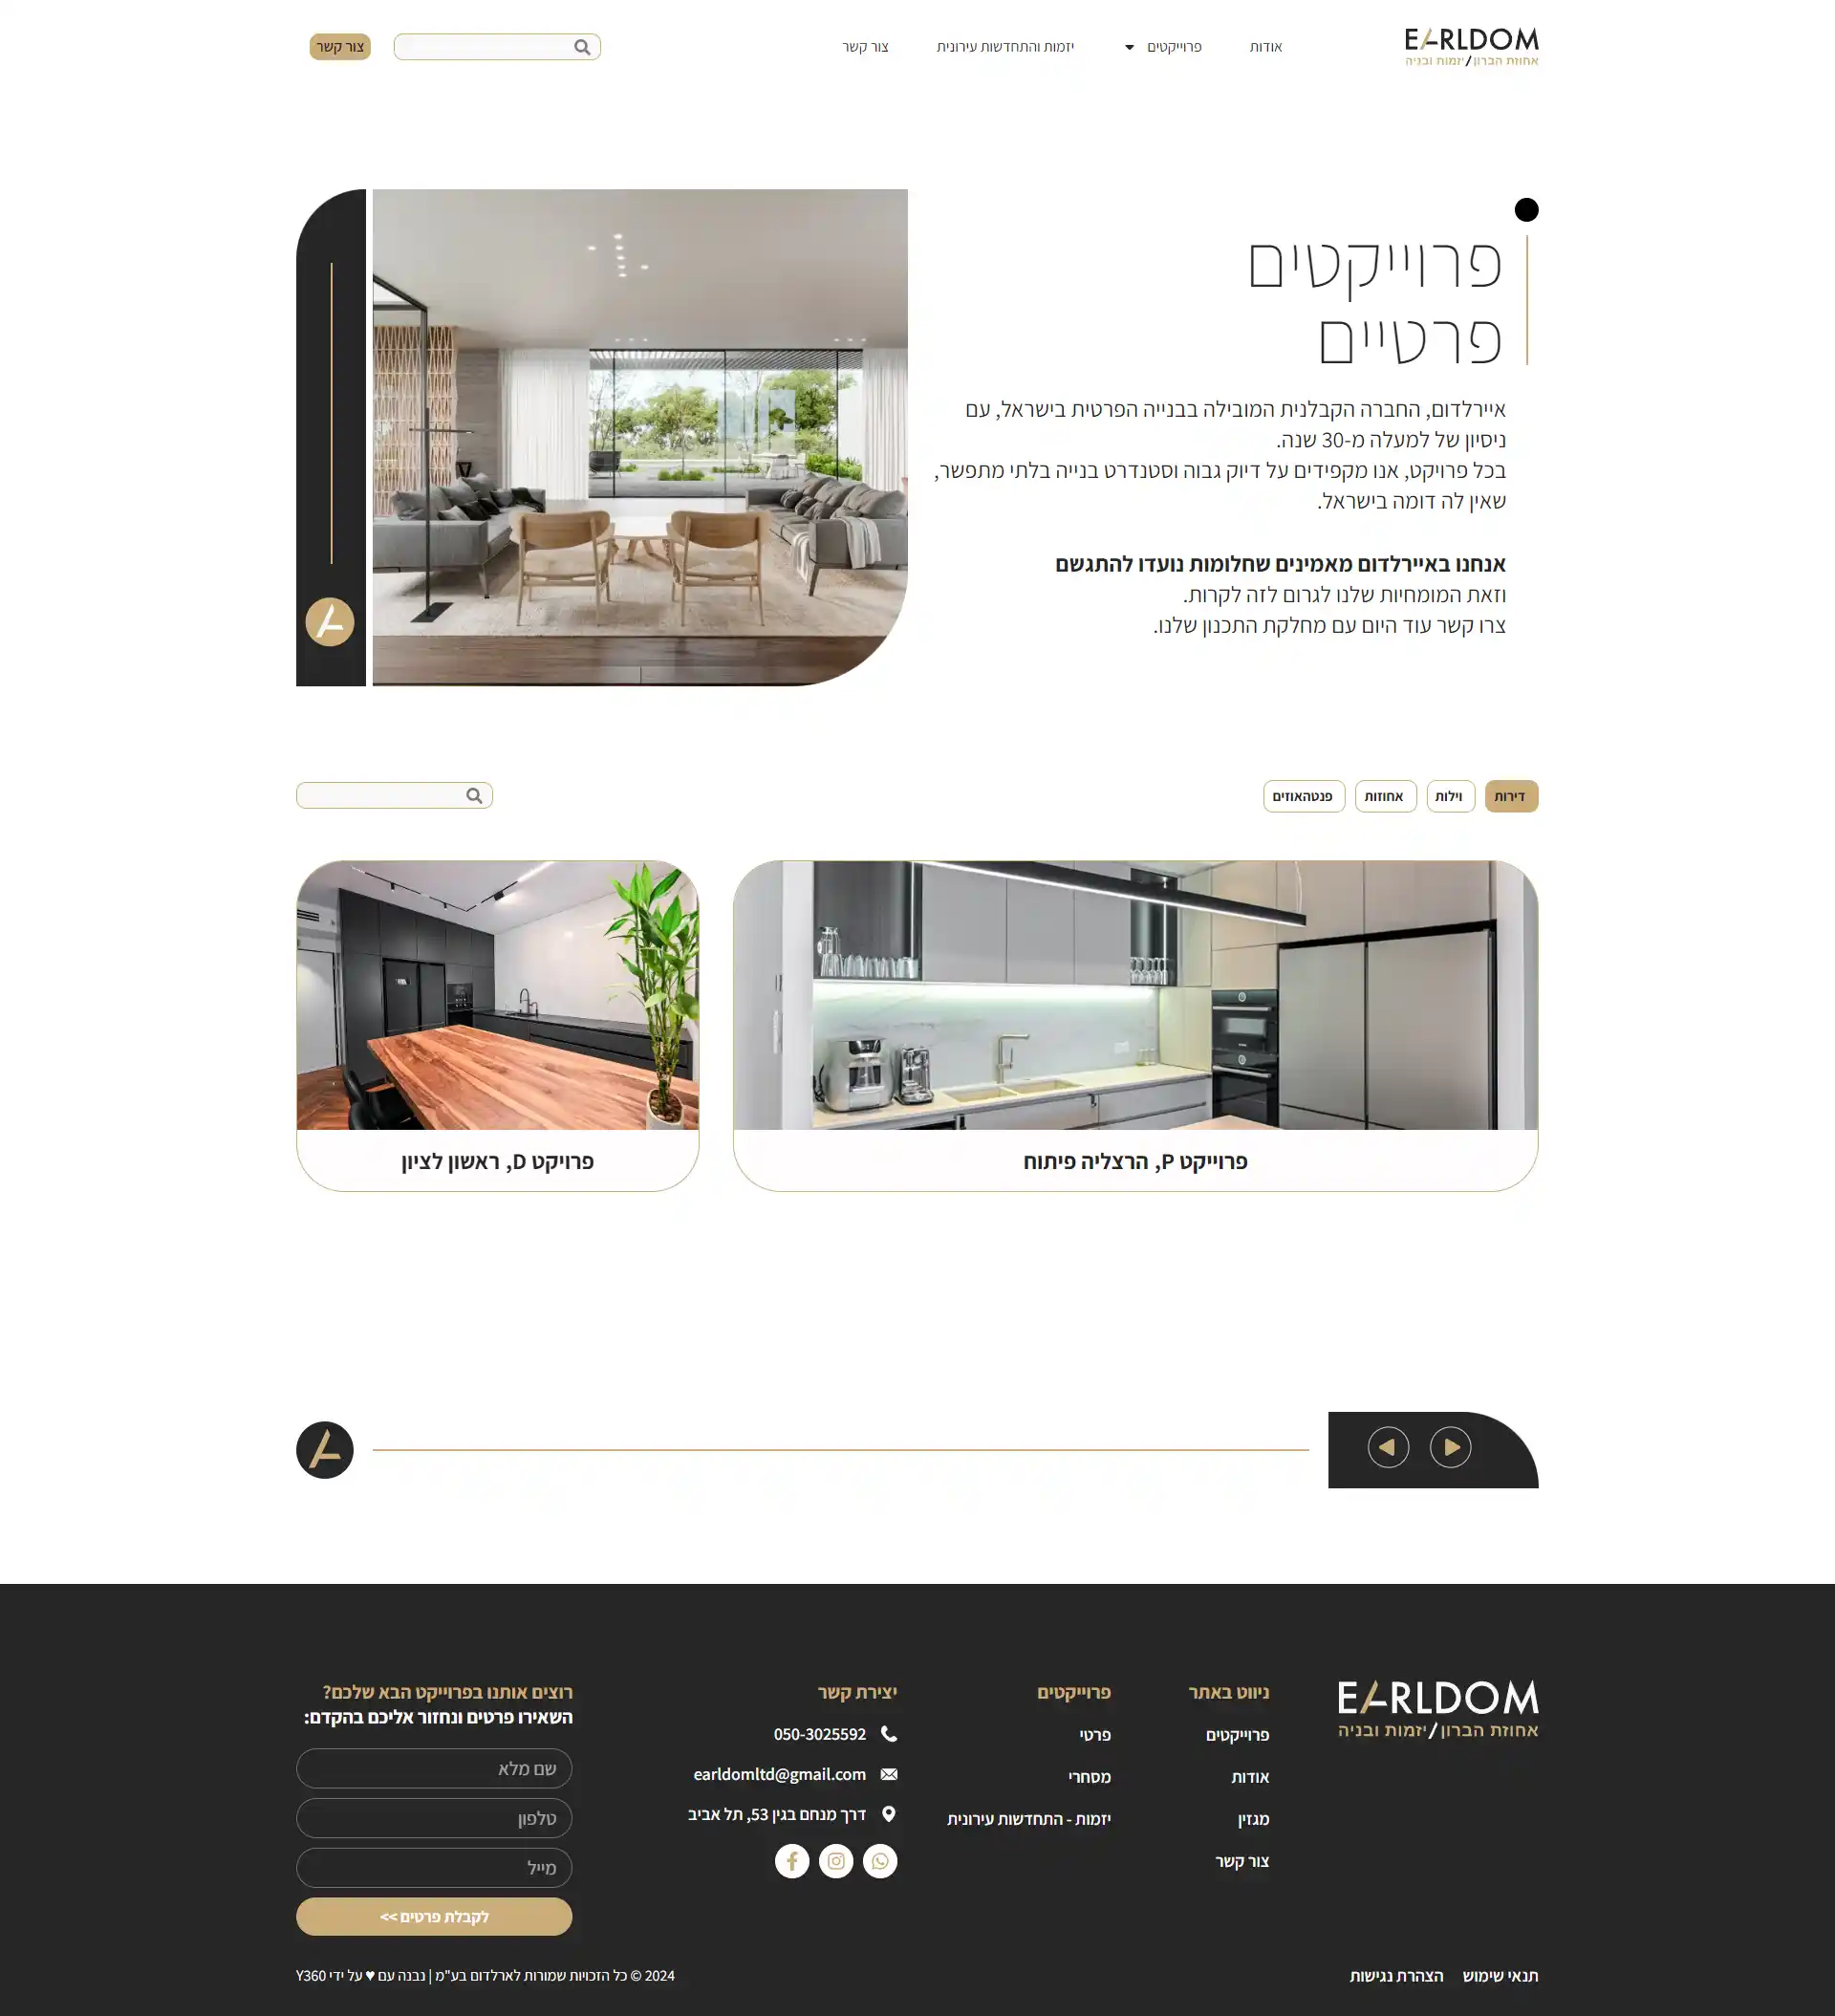 EARLDOM
אחוזת הברון/יזמות ובניה
אודות
פרוייקטים
יזמות והתחדשות עירונית
צור קשר
צור קשר
פרוייקטים
פרטיים
איירלדום, החברה הקבלנית המובילה בבנייה הפרטית בישראל, עם
ניסיון של למעלה מ-30 שנה.
בכל פרויקט, אנו מקפידים על דיוק גבוה וסטנדרט בנייה בלתי מתפשר,
שאין לה דומה בישראל.
אנחנו באיירלדום מאמינים שחלומות נועדו להתגשם
וזאת המומחיות שלנו לגרום לזה לקרות.
צרו קשר עוד היום עם מחלקת התכנון שלנו.
דירות
וילות
אחוזות
פנטהאוזים
פרוייקט P, הרצליה פיתוח
פרויקט D, ראשון לציון
EARLDOM
אחוזת הברון/יזמות ובניה
ניווט באתר
פרוייקטים
אודות
מגזין
צור קשר
פרוייקטים
פרטי
מסחרי
יזמות - התחדשות עירונית
יצירת קשר
050-3025592
earldomltd@gmail.com
דרך מנחם בגין 53, תל אביב
רוצים אותנו בפרוייקט הבא שלכם?
השאירו פרטים ונחזור אליכם בהקדם:
שם מלא
טלפון
מייל
לקבלת פרטים >>
תנאי שימוש
הצהרת נגישות
2024 © כל הזכויות שמורות לארלדום בע"מ | נבנה עם ♥ על ידי Y360